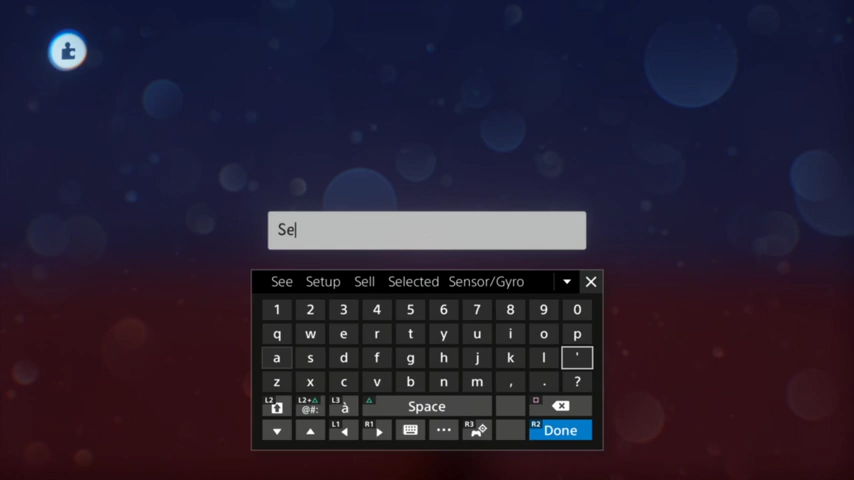 Se
See Setup Sell Selected Sensor/Gyro
1 2 3 4 5 6 7 8 9 0
q w e r t y u i o p
a s d f g h j k l '
z x c v b n m , . ?
L2 L2+△ @#: L3 à △ Space □
L1 R1 ... R3 R2 Done